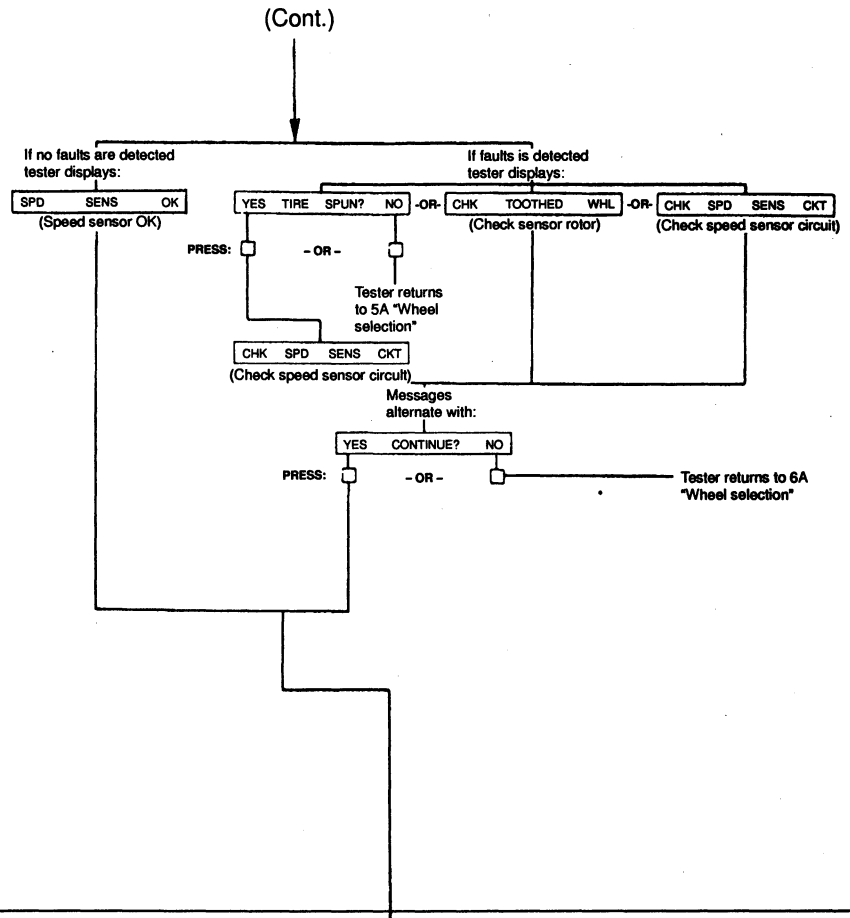 (Cont.)
If no faults are detected
tester displays:
If faults is detected
tester displays:
SPD SENS OK
(Speed sensor OK)
YES TIRE SPUN? NO
-OR-
CHK TOOTHED WHL
(Check sensor rotor)
-OR-
CHK SPD SENS CKT
(Check speed sensor circuit)
PRESS:
– OR –
Tester returns
to 5A "Wheel
selection"
CHK SPD SENS CKT
(Check speed sensor circuit)
Messages
alternate with:
YES CONTINUE? NO
PRESS:
– OR –
Tester returns to 6A
"Wheel selection"